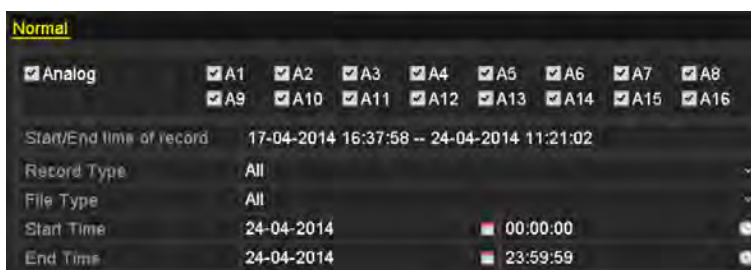 Normal
Analog A1 A2 A3 A4 A5 A6 A7 A8
A9 A10 A11 A12 A13 A14 A15 A16
Start/End time of record 17-04-2014 16:37:58 -- 24-04-2014 11:21:02
Record Type All
File Type All
Start Time 24-04-2014 00:00:00
End Time 24-04-2014 23:59:59